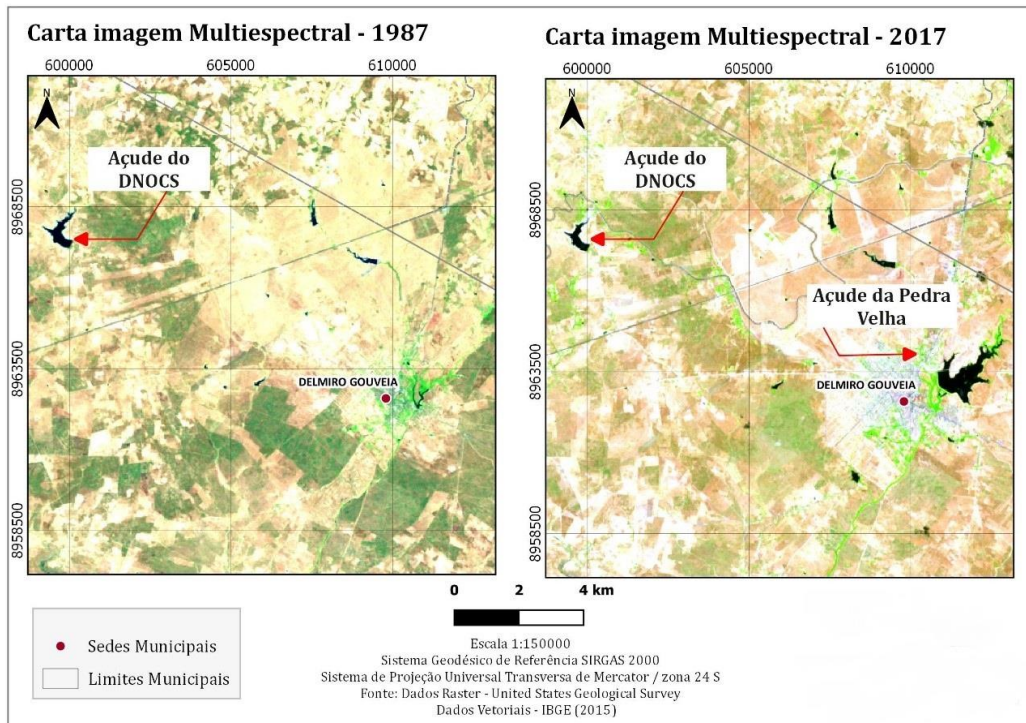 Carta imagem Multiespectral - 1987
600000
605000
610000
N
Açude do
DNOCS
8968500
8963500
8958500
DELMIRO GOUVEIA
Carta imagem Multiespectral - 2017
600000
605000
610000
N
Açude do
DNOCS
Açude da Pedra
Velha
8968500
8963500
8958500
DELMIRO GOUVEIA
0 2 4 km
Escala 1:150000
Sistema Geodésico de Referência SIRGAS 2000
Sistema de Projeção Universal Transversa de Mercator / zona 24 S
Fonte: Dados Raster - United States Geological Survey
Dados Vetoriais - IBGE (2015)
Sedes Municipais
Limites Municipais